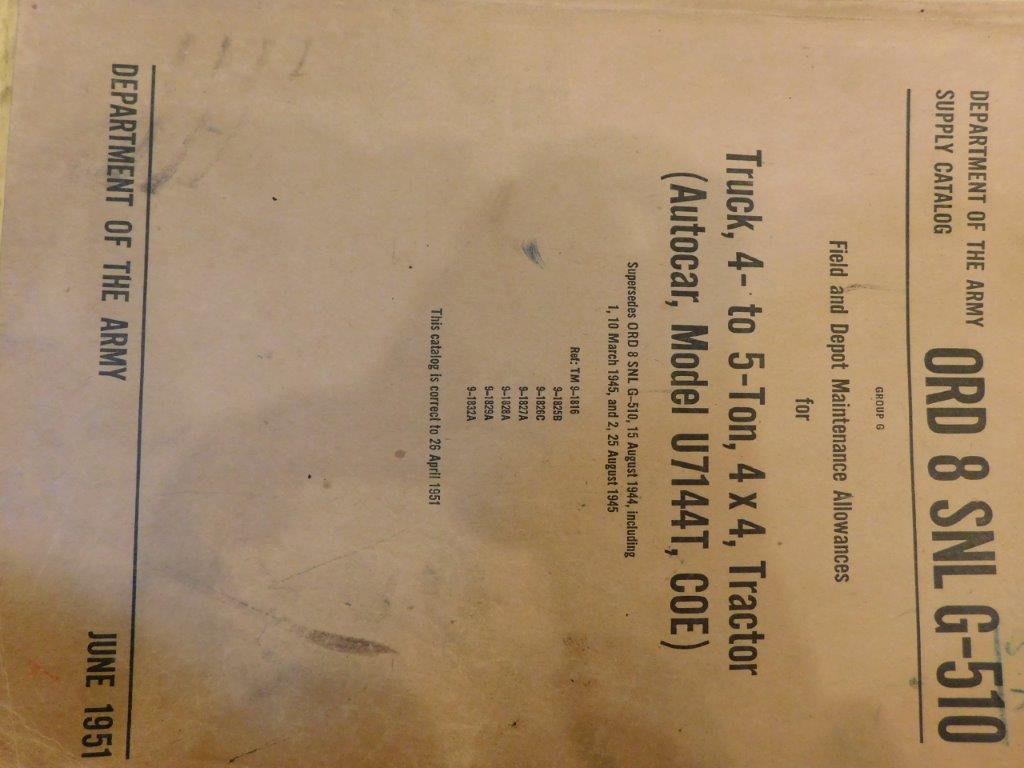 DEPARTMENT OF THE ARMY
SUPPLY CATALOG
ORD 8 SNL G-510
GROUP G
Field and Depot Maintenance Allowances
for
Truck, 4- to 5-Ton, 4 x 4, Tractor
(Autocar, Model U7144T, COE)
Supersedes ORD 8 SNL G-510, 15 August 1944, including
1, 10 March 1945, and 2, 25 August 1945
Ref: TM 9-1816
9-1825B
9-1826C
9-1827A
9-1828A
9-1829A
9-1832A
This catalog is correct to 26 April 1951
DEPARTMENT OF THE ARMY
JUNE 1951